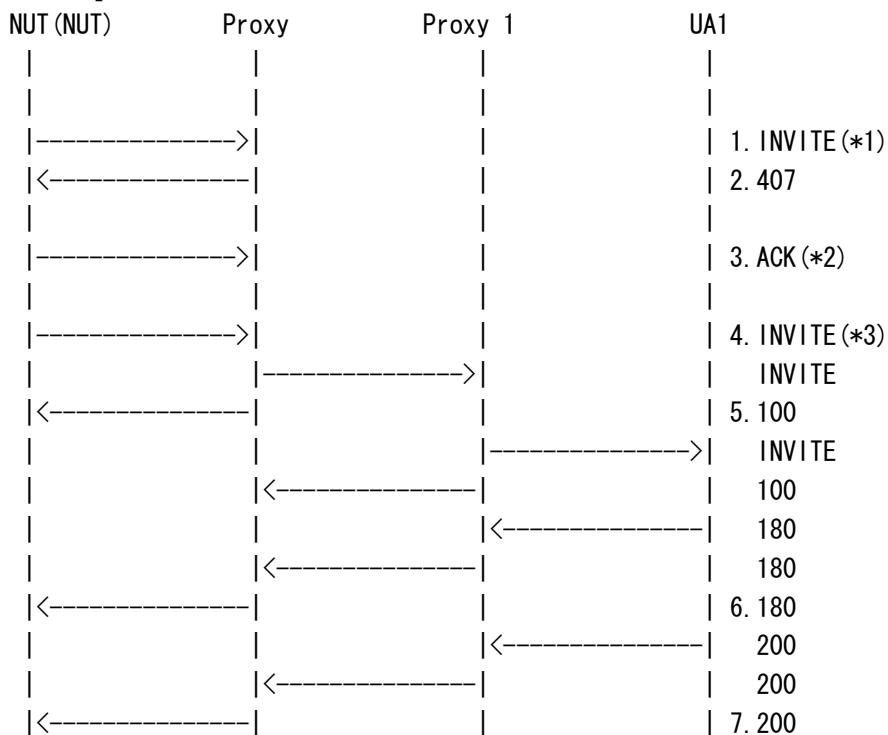 NUT(NUT) Proxy Proxy 1 UA1
| | | |
| | | |
|--------------->| | | 1. INVITE(*1)
|<---------------| | | 2. 407
| | | |
|--------------->| | | 3. ACK(*2)
| | | |
|--------------->| | | 4. INVITE(*3)
| |--------------->| | INVITE
|<---------------| | | 5. 100
| | |--------------->| INVITE
| |<---------------| | 100
| | |<---------------| 180
| |<---------------| | 180
|<---------------| | | 6. 180
| | |<---------------| 200
| |<---------------| | 200
|<---------------| | | 7. 200